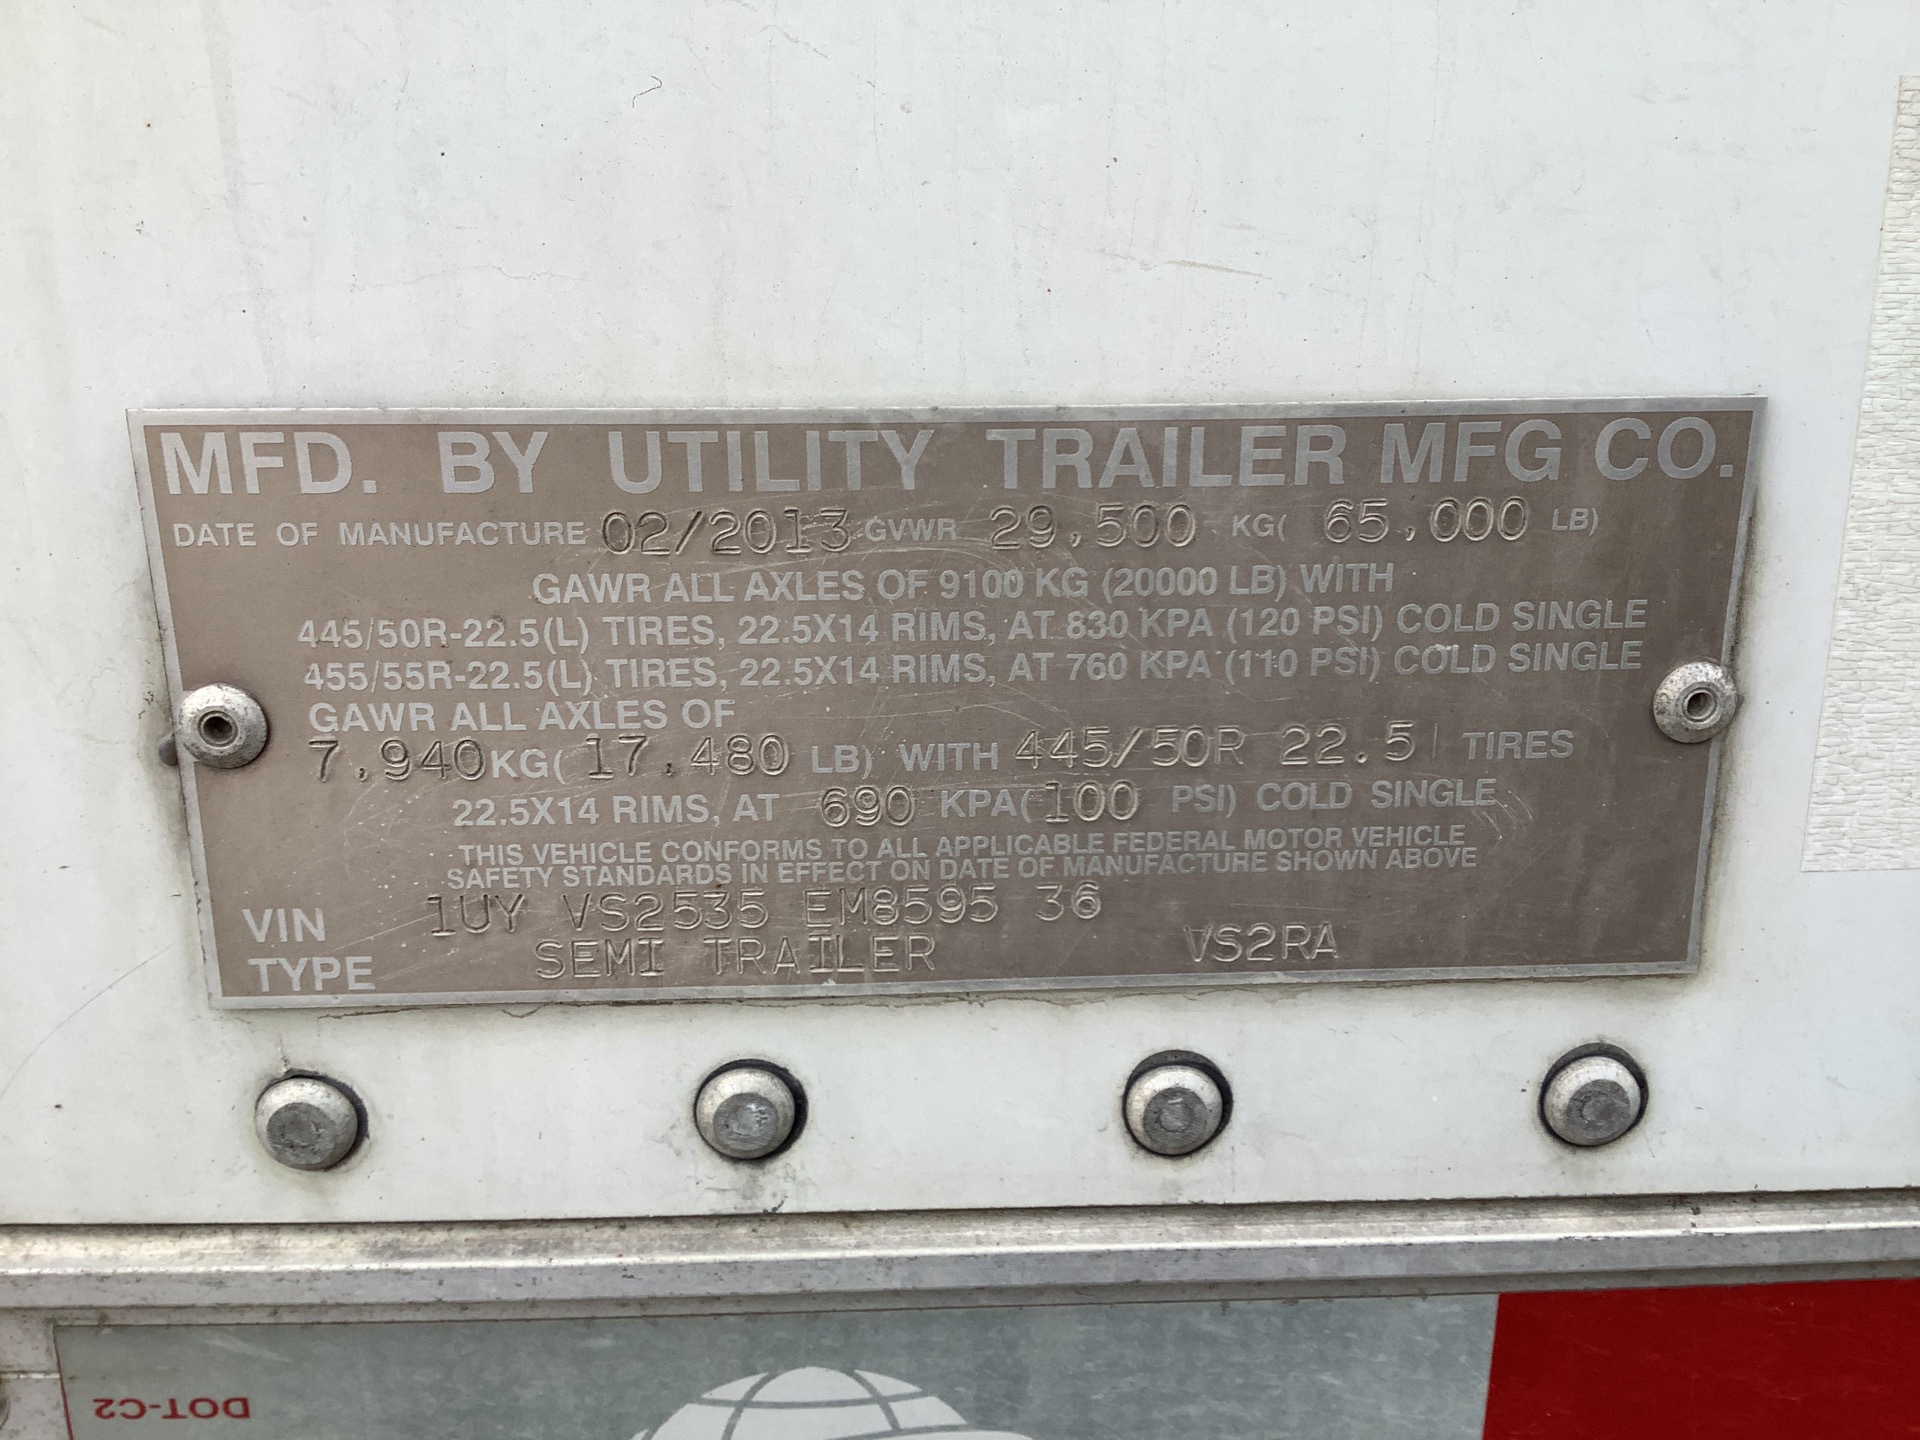 MFD. BY UTILITY TRAILER MFG CO.
DATE OF MANUFACTURE 02/2013 GVWR 29,500 KG( 65,000 LB)
GAWR ALL AXLES OF 9100 KG (20000 LB) WITH
445/50R-22.5(L) TIRES, 22.5X14 RIMS, AT 830 KPA (120 PSI) COLD SINGLE
455/55R-22.5(L) TIRES, 22.5X14 RIMS, AT 760 KPA (110 PSI) COLD SINGLE
GAWR ALL AXLES OF
7,940 KG( 17,480 LB) WITH 445/50R 22.5 TIRES
22.5X14 RIMS, AT 690 KPA( 100 PSI) COLD SINGLE
THIS VEHICLE CONFORMS TO ALL APPLICABLE FEDERAL MOTOR VEHICLE
SAFETY STANDARDS IN EFFECT ON DATE OF MANUFACTURE SHOWN ABOVE
VIN 1UY VS2535 EM8595 36
TYPE SEMI TRAILER VS2RA
DOT-C2